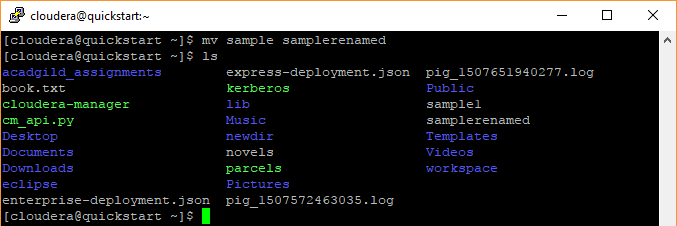 cloudera@quickstart:~
[cloudera@quickstart ~]$ mv sample samplerenamed
[cloudera@quickstart ~]$ ls
acadgild_assignments express-deployment.json pig_1507651940277.log
book.txt kerberos Public
cloudera-manager lib sample1
cm_api.py Music samplerenamed
Desktop newdir Templates
Documents novels Videos
Downloads parcels workspace
eclipse Pictures
enterprise-deployment.json pig_1507572463035.log
[cloudera@quickstart ~]$